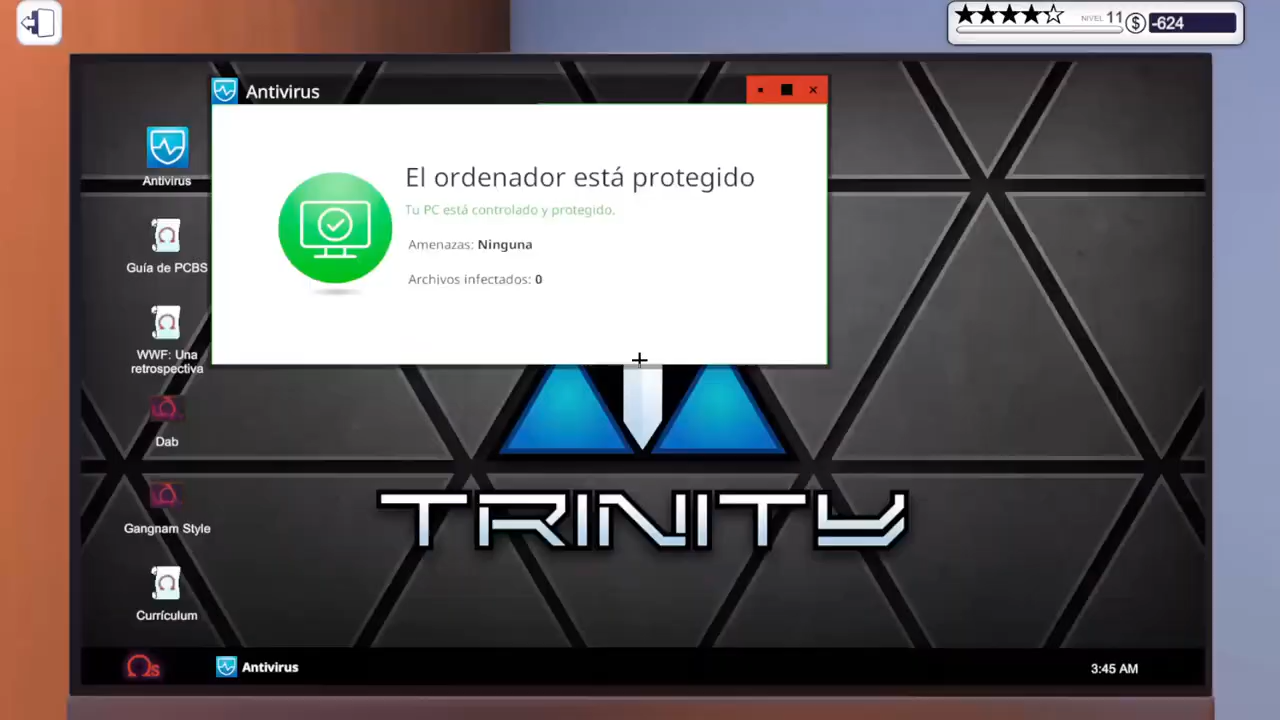 NIVEL 11
$ -624
Antivirus
El ordenador está protegido
Tu PC está controlado y protegido.
Amenazas: Ninguna
Archivos infectados: 0
Antivirus
Guía de PCBS
WWF: Una
retrospectiva
Dab
Gangnam Style
Currículum
TRINITY
Ωs
Antivirus
3:45 AM